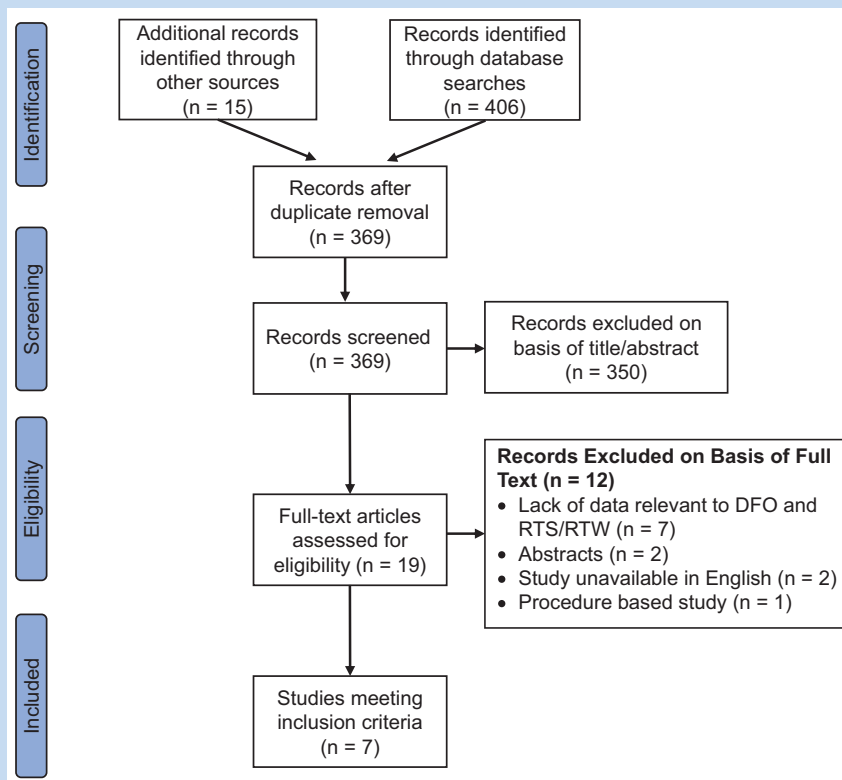 Identification
Additional records
identified through
other sources
(n = 15)
Records identified
through database
searches
(n = 406)
Records after
duplicate removal
(n = 369)
Screening
Records screened
(n = 369)
Records excluded on
basis of title/abstract
(n = 350)
Eligibility
Full-text articles
assessed for
eligibility (n = 19)
Records Excluded on Basis of Full
Text (n = 12)
• Lack of data relevant to DFO and
RTS/RTW (n = 7)
• Abstracts (n = 2)
• Study unavailable in English (n = 2)
• Procedure based study (n = 1)
Included
Studies meeting
inclusion criteria
(n = 7)